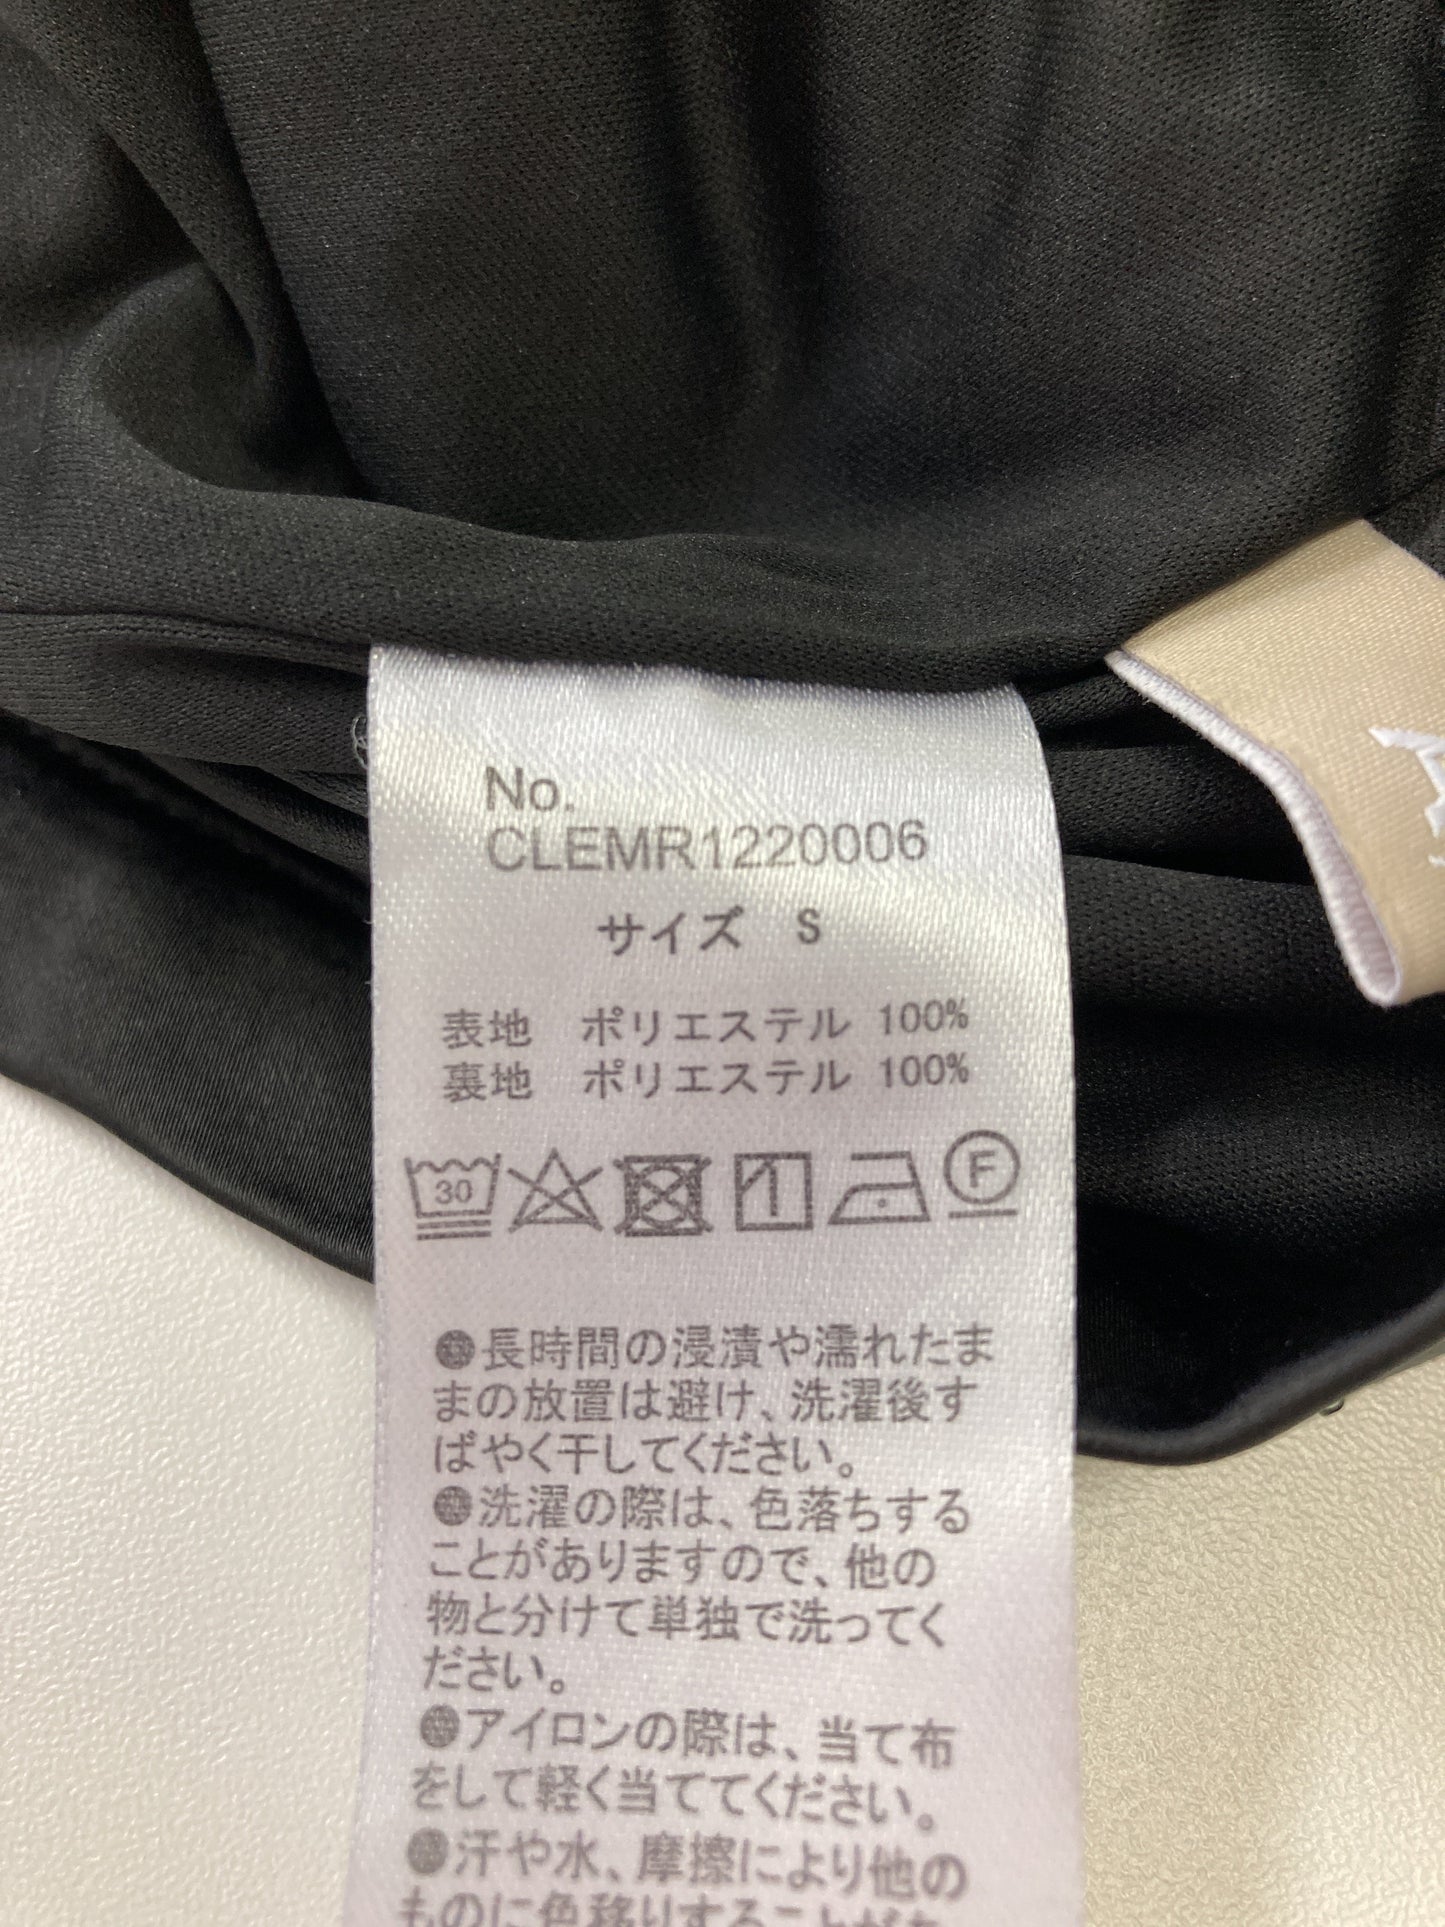 No.
CLEMR1220006
サイズ S
表地 ポリエステル 100%
裏地 ポリエステル 100%
30
F
●長時間の浸漬や濡れたま
まの放置は避け、洗濯後す
ばやく干してください。
●洗濯の際は、色落ちする
ことがありますので、他の
物と分けて単独で洗ってく
ださい。
●アイロンの際は、当て布
をして軽く当ててください。
●汗や水、摩擦により他の
ものに色移りすることがあ